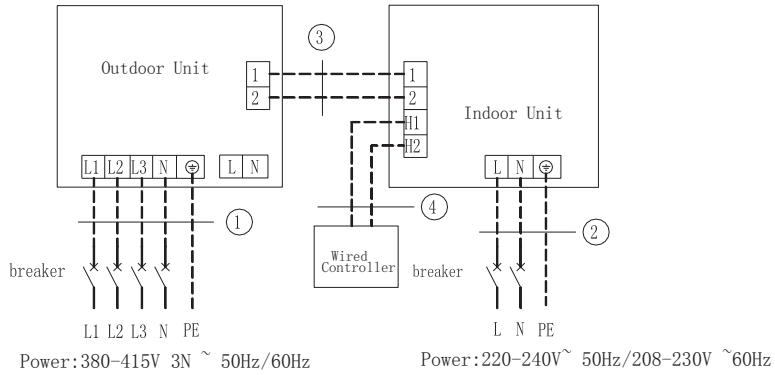 ③
Outdoor Unit
1
2
1
2
H1
H2
Indoor Unit
L1 L2 L3 N
L N
L N
④
①
②
breaker
Wired
Controller
breaker
L1 L2 L3 N PE
L N PE
Power:380-415V 3N ~ 50Hz/60Hz
Power:220-240V~ 50Hz/208-230V ~60Hz